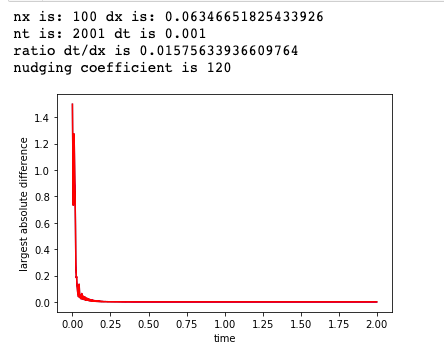 nx is: 100 dx is: 0.06346651825433926
nt is: 2001 dt is 0.001
ratio dt/dx is 0.01575633936609764
nudging coefficient is 120
largest absolute difference
1.4
1.2
1.0
0.8
0.6
0.4
0.2
0.0
0.00 0.25 0.50 0.75 1.00 1.25 1.50 1.75 2.00
time